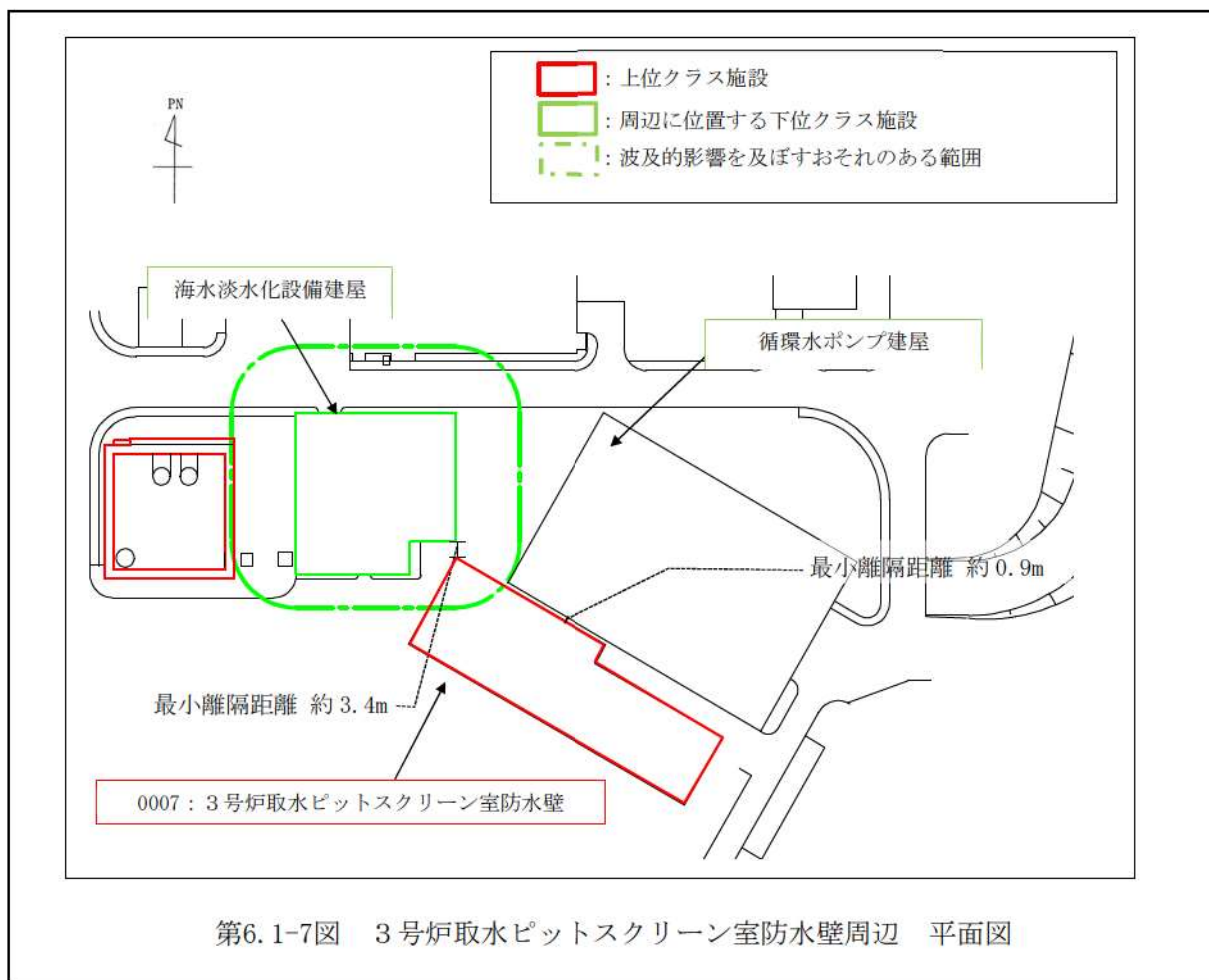 ：上位クラス施設
：周辺に位置する下位クラス施設
：波及的影響を及ぼすおそれのある範囲
PN
海水淡水化設備建屋
循環水ポンプ建屋
最小離隔距離 約0.9m
最小離隔距離 約3.4m
0007：３号炉取水ピットスクリーン室防水壁
第6.1-7図　３号炉取水ピットスクリーン室防水壁周辺　平面図